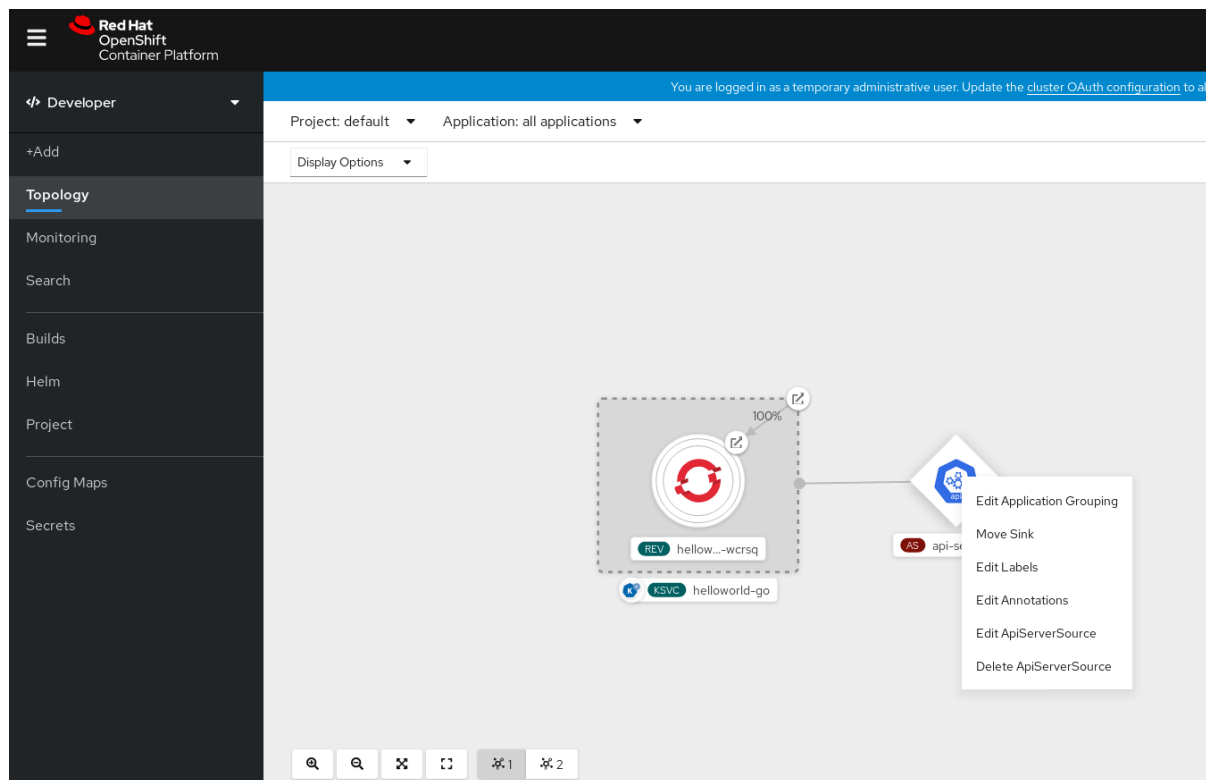 Red Hat
OpenShift
Container Platform
You are logged in as a temporary administrative user. Update the cluster OAuth configuration to al
Developer
Project: default
Application: all applications
+Add
Display Options
Topology
Monitoring
Search
Builds
Helm
Project
Config Maps
Secrets
100%
REV hellow...-wcrsq
KSVC helloworld-go
api
AS api-se
Edit Application Grouping
Move Sink
Edit Labels
Edit Annotations
Edit ApiServerSource
Delete ApiServerSource
1
2